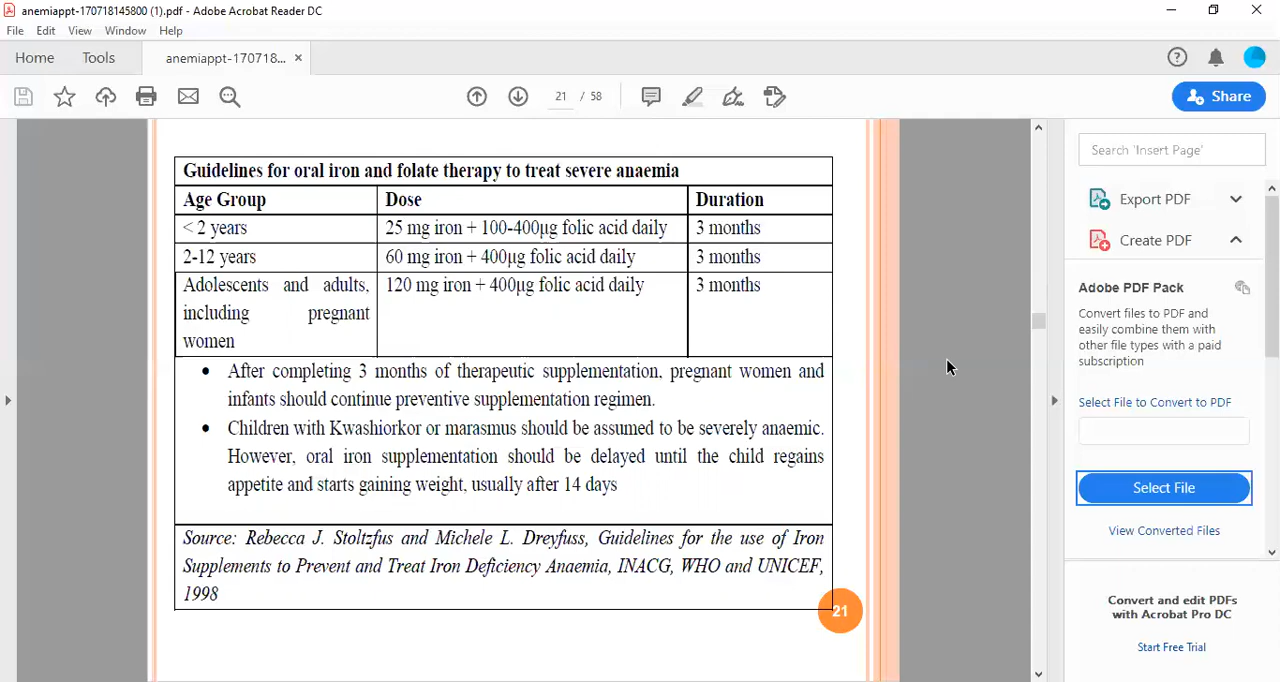 anemiappt-170718145800 (1).pdf - Adobe Acrobat Reader DC
File Edit View Window Help
Home Tools anemiappt-170718... ×
21 / 58
Share
Guidelines for oral iron and folate therapy to treat severe anaemia
Age Group Dose Duration
< 2 years 25 mg iron + 100-400μg folic acid daily 3 months
2-12 years 60 mg iron + 400μg folic acid daily 3 months
Adolescents and adults, 120 mg iron + 400μg folic acid daily 3 months
including pregnant
women
• After completing 3 months of therapeutic supplementation, pregnant women and
infants should continue preventive supplementation regimen.
• Children with Kwashiorkor or marasmus should be assumed to be severely anaemic.
However, oral iron supplementation should be delayed until the child regains
appetite and starts gaining weight, usually after 14 days
Source: Rebecca J. Stoltzfus and Michele L. Dreyfuss, Guidelines for the use of Iron
Supplements to Prevent and Treat Iron Deficiency Anaemia, INACG, WHO and UNICEF,
1998
21
Search 'Insert Page'
Export PDF
Create PDF
Adobe PDF Pack
Convert files to PDF and
easily combine them with
other file types with a paid
subscription
Select File to Convert to PDF
Select File
View Converted Files
Convert and edit PDFs
with Acrobat Pro DC
Start Free Trial